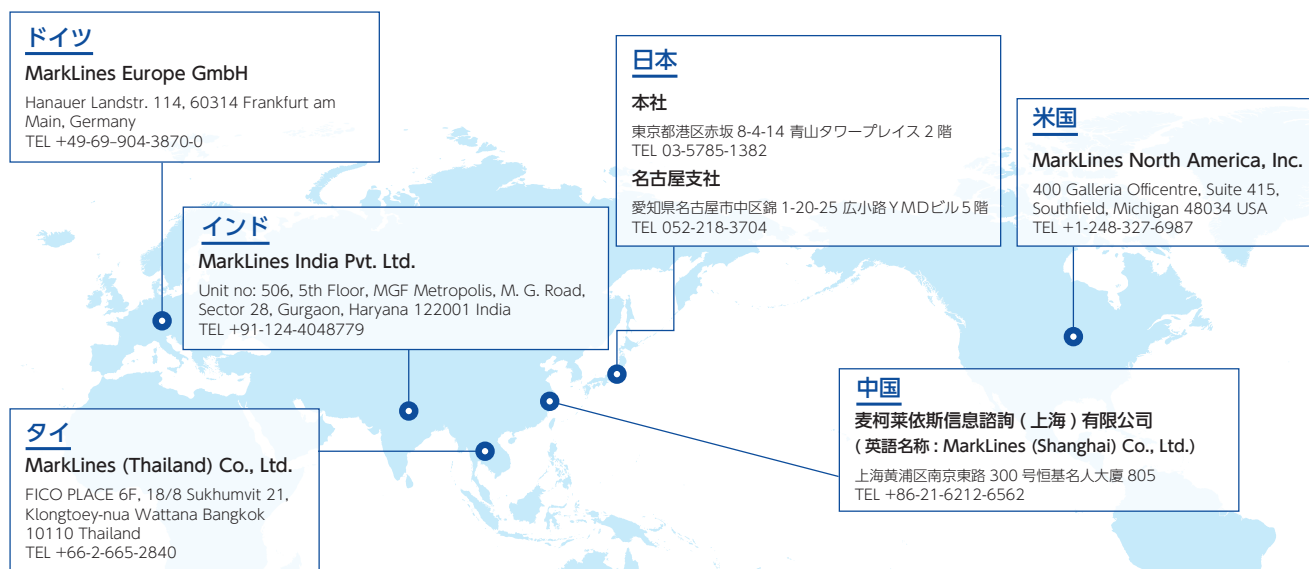 ドイツ
MarkLines Europe GmbH
Hanauer Landstr. 114, 60314 Frankfurt am
Main, Germany
TEL +49-69-904-3870-0
日本
本社
東京都港区赤坂 8-4-14 青山タワープレイス 2 階
TEL 03-5785-1382
名古屋支社
愛知県名古屋市中区錦 1-20-25 広小路ＹＭＤビル５階
TEL 052-218-3704
米国
MarkLines North America, Inc.
400 Galleria Officentre, Suite 415,
Southfield, Michigan 48034 USA
TEL +1-248-327-6987
インド
MarkLines India Pvt. Ltd.
Unit no: 506, 5th Floor, MGF Metropolis, M. G. Road,
Sector 28, Gurgaon, Haryana 122001 India
TEL +91-124-4048779
中国
麦柯莱依斯信息諮詢 ( 上海 ) 有限公司
( 英語名称 : MarkLines (Shanghai) Co., Ltd.)
上海黄浦区南京東路 300 号恒基名人大廈 805
TEL +86-21-6212-6562
タイ
MarkLines (Thailand) Co., Ltd.
FICO PLACE 6F, 18/8 Sukhumvit 21,
Klongtoey-nua Wattana Bangkok
10110 Thailand
TEL +66-2-665-2840